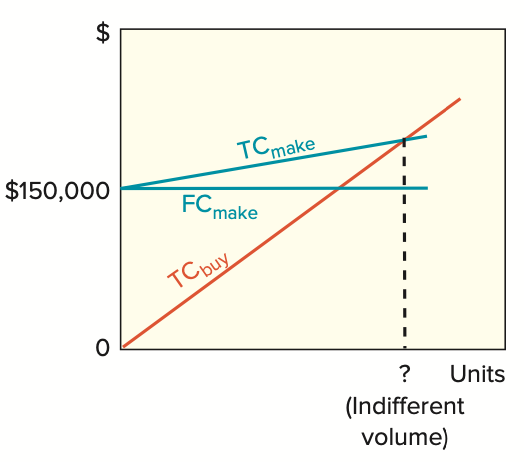 $
TCmake
$150,000
FCmake
TCbuy
0
? Units
(Indifferent
volume)